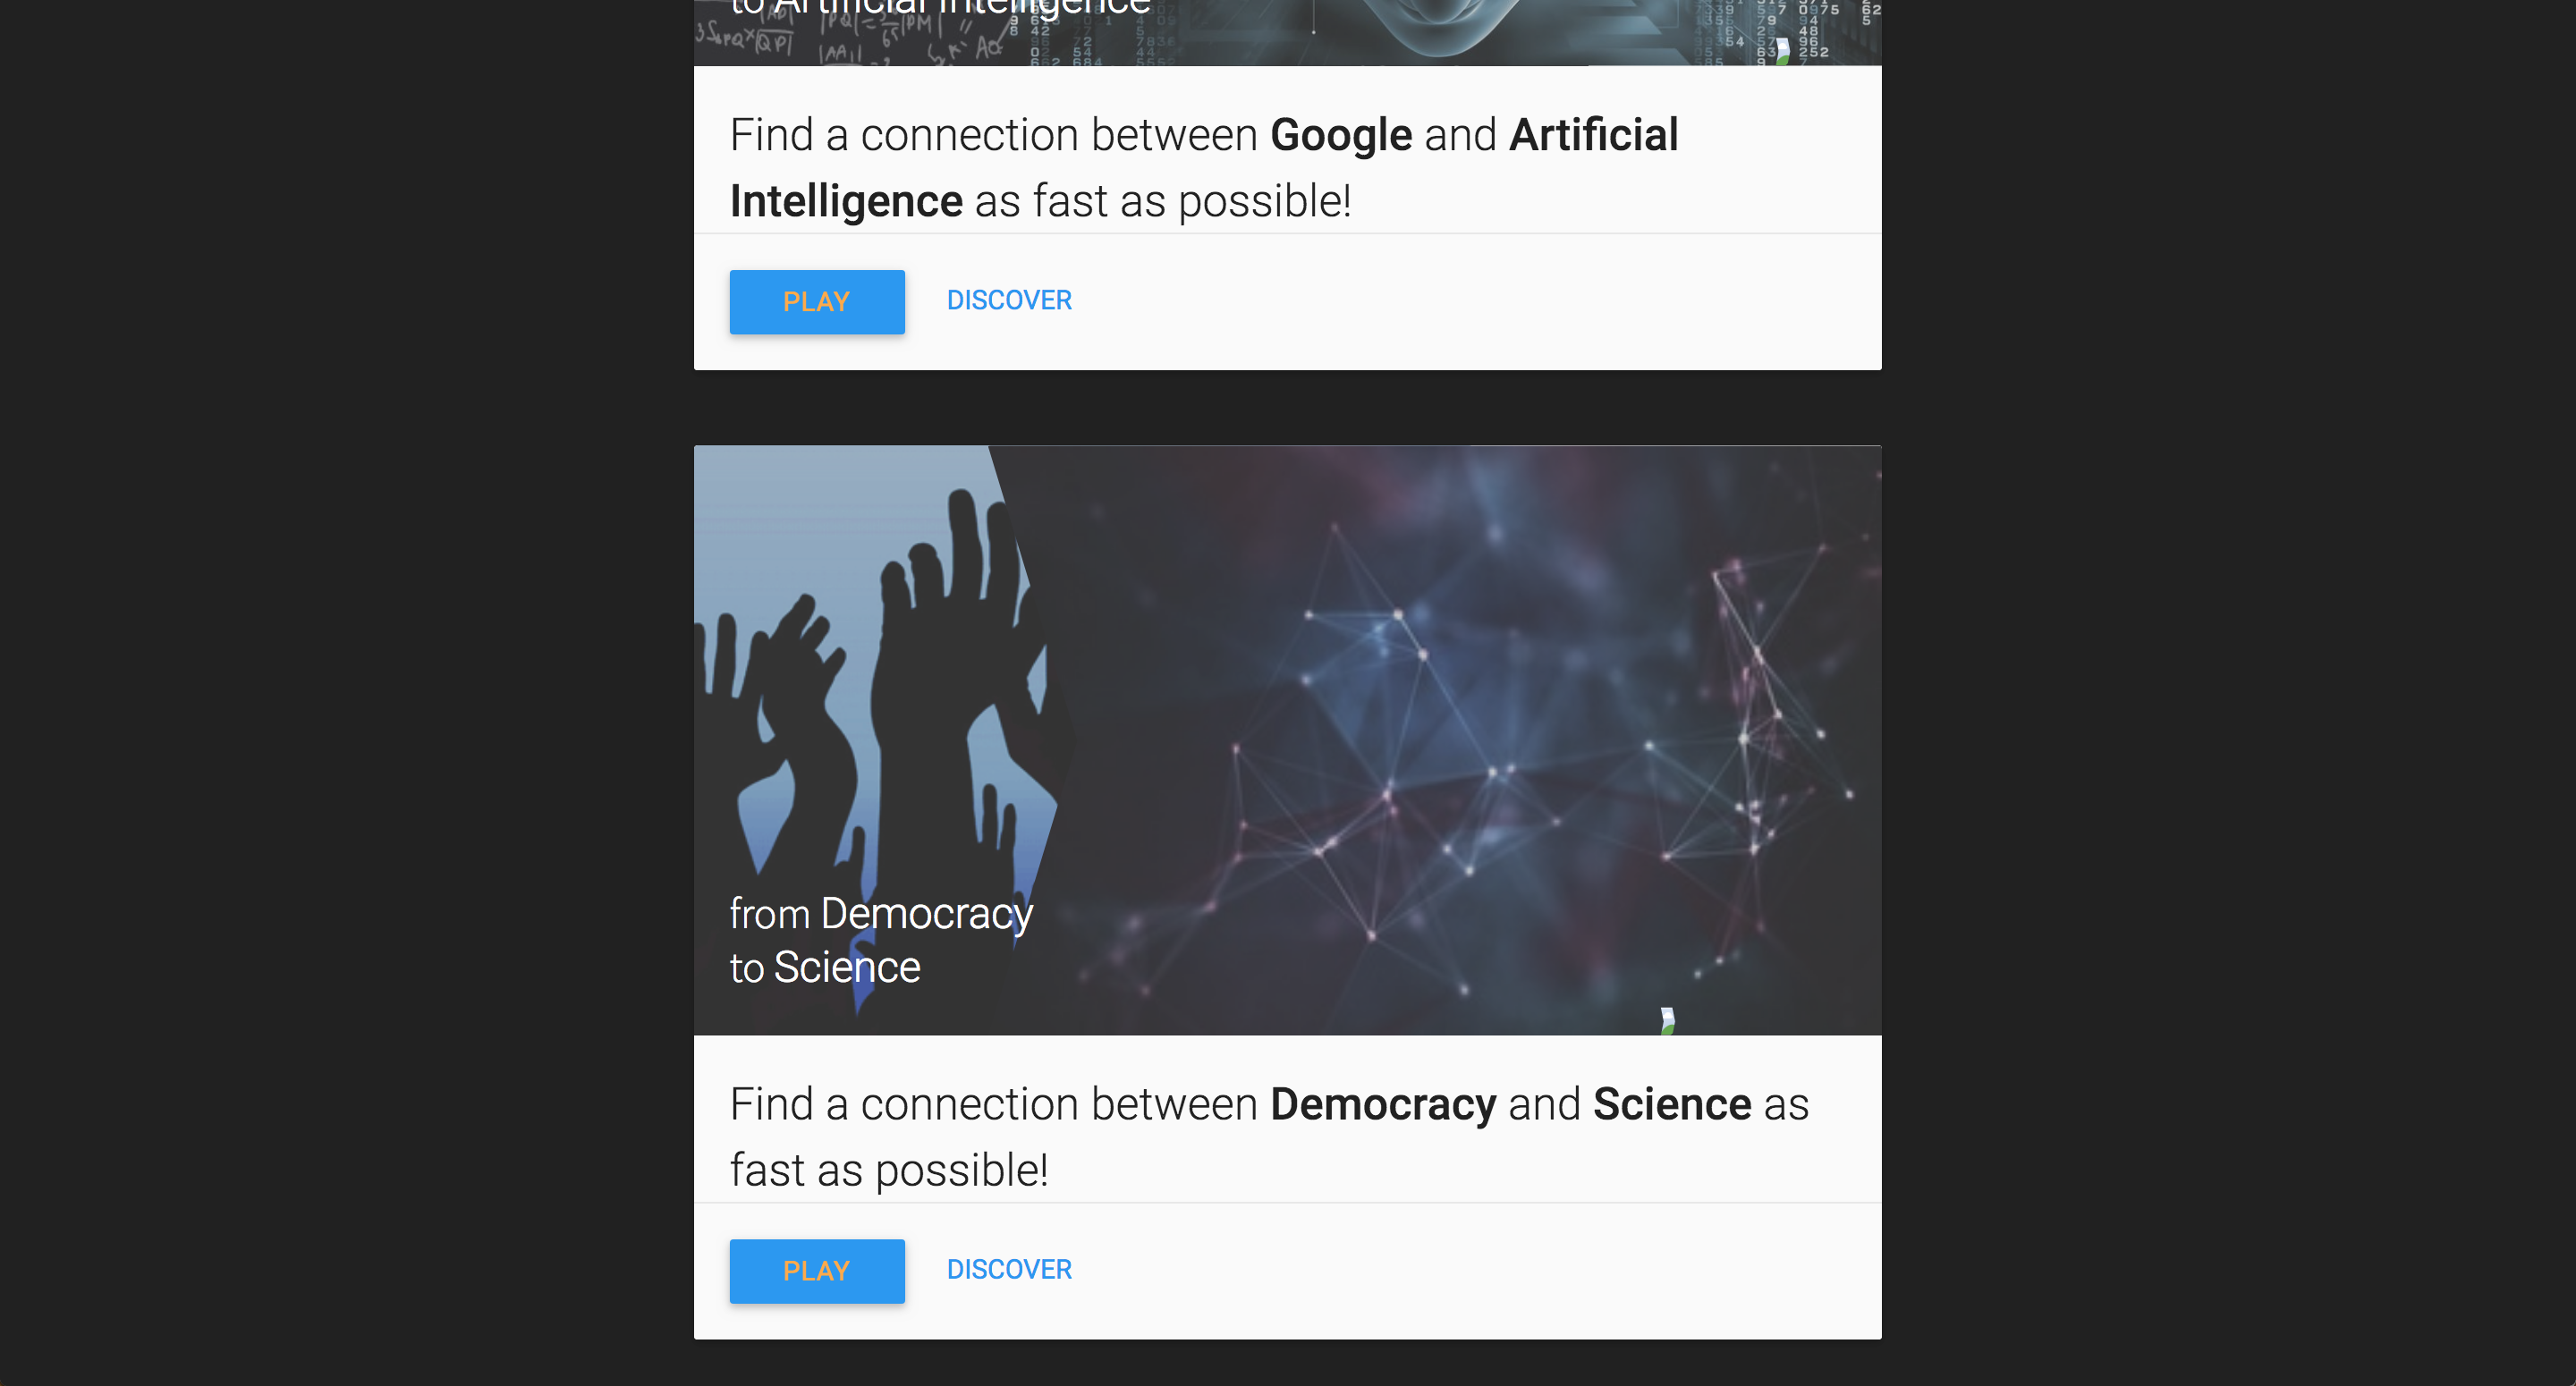 to Artificial Intelligence
Find a connection between Google and Artificial
Intelligence as fast as possible!
PLAY DISCOVER
from Democracy
to Science
Find a connection between Democracy and Science as
fast as possible!
PLAY DISCOVER